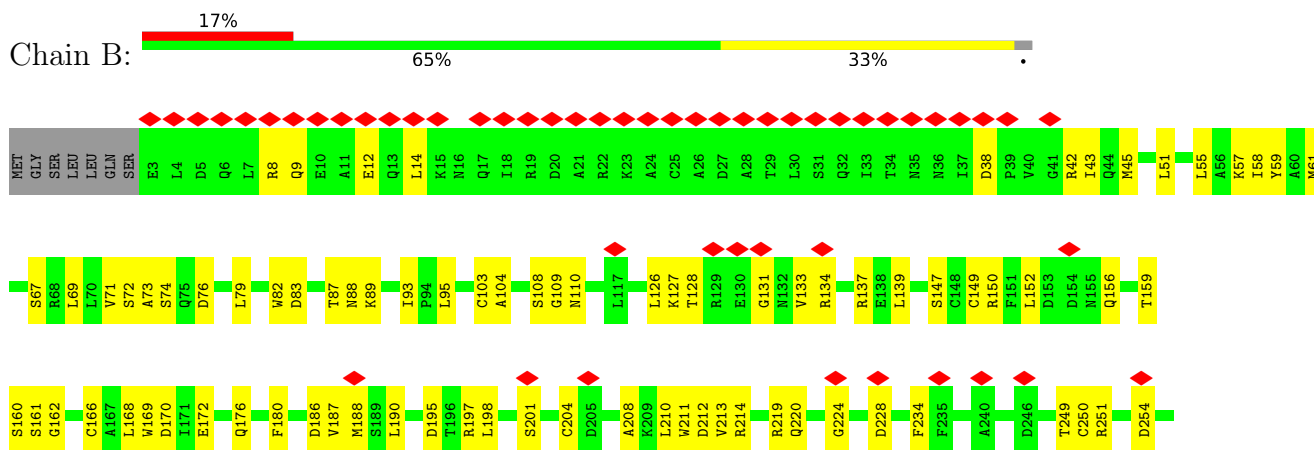 17%
Chain B:
65% 33% •
MET GLY SER LEU LEU GLN SER E3 L4 D5 Q6 L7 R8 Q9 E10 A11 E12 Q13 L14 K15 N16 Q17 I18 R19 D20 A21 R22 K23 A24 C25 A26 D27 A28 T29 L30 S31 Q32 I33 T34 N35 N36 I37 D38 P39 V40 G41 R42 I43 Q44 M45 L51 L55 A56 K57 I58 Y59 A60 M61
S67 R68 L69 L70 V71 S72 A73 S74 Q75 D76 L79 W82 D83 T87 N88 K89 I93 P94 L95 C103 A104 S108 G109 N110 L117 L126 K127 T128 R129 E130 G131 N132 V133 R134 R137 E138 L139 S147 C148 C149 R150 F151 L152 D153 D154 N155 Q156 T159
S160 S161 G162 C166 A167 L168 W169 D170 I171 E172 Q176 F180 D186 V187 M188 S189 L190 D195 T196 R197 L198 S201 C204 D205 A208 K209 L210 W211 D212 V213 R214 R219 Q220 G224 D228 F234 F235 A240 D246 T249 C250 R251 D254